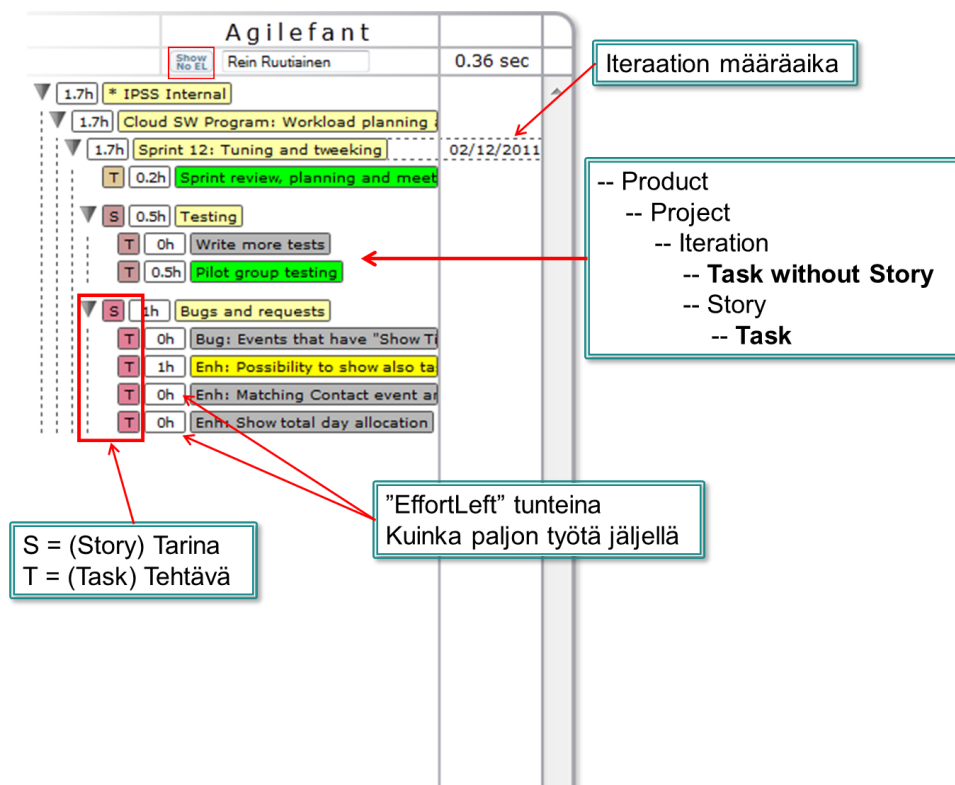 Agilefant
Show No EL
Rein Ruutiainen
0.36 sec
Iteraation määräaika
1.7h * IPSS Internal
1.7h Cloud SW Program: Workload planning
1.7h Sprint 12: Tuning and tweeking 02/12/2011
T 0.2h Sprint review, planning and meet
S 0.5h Testing
T 0h Write more tests
T 0.5h Pilot group testing
S 1h Bugs and requests
T 0h Bug: Events that have "Show Ti
T 1h Enh: Possibility to show also ta
T 0h Enh: Matching Contact event ar
T 0h Enh: Show total day allocation
-- Product
-- Project
-- Iteration
-- Task without Story
-- Story
-- Task
”EffortLeft” tunteina
Kuinka paljon työtä jäljellä
S = (Story) Tarina
T = (Task) Tehtävä